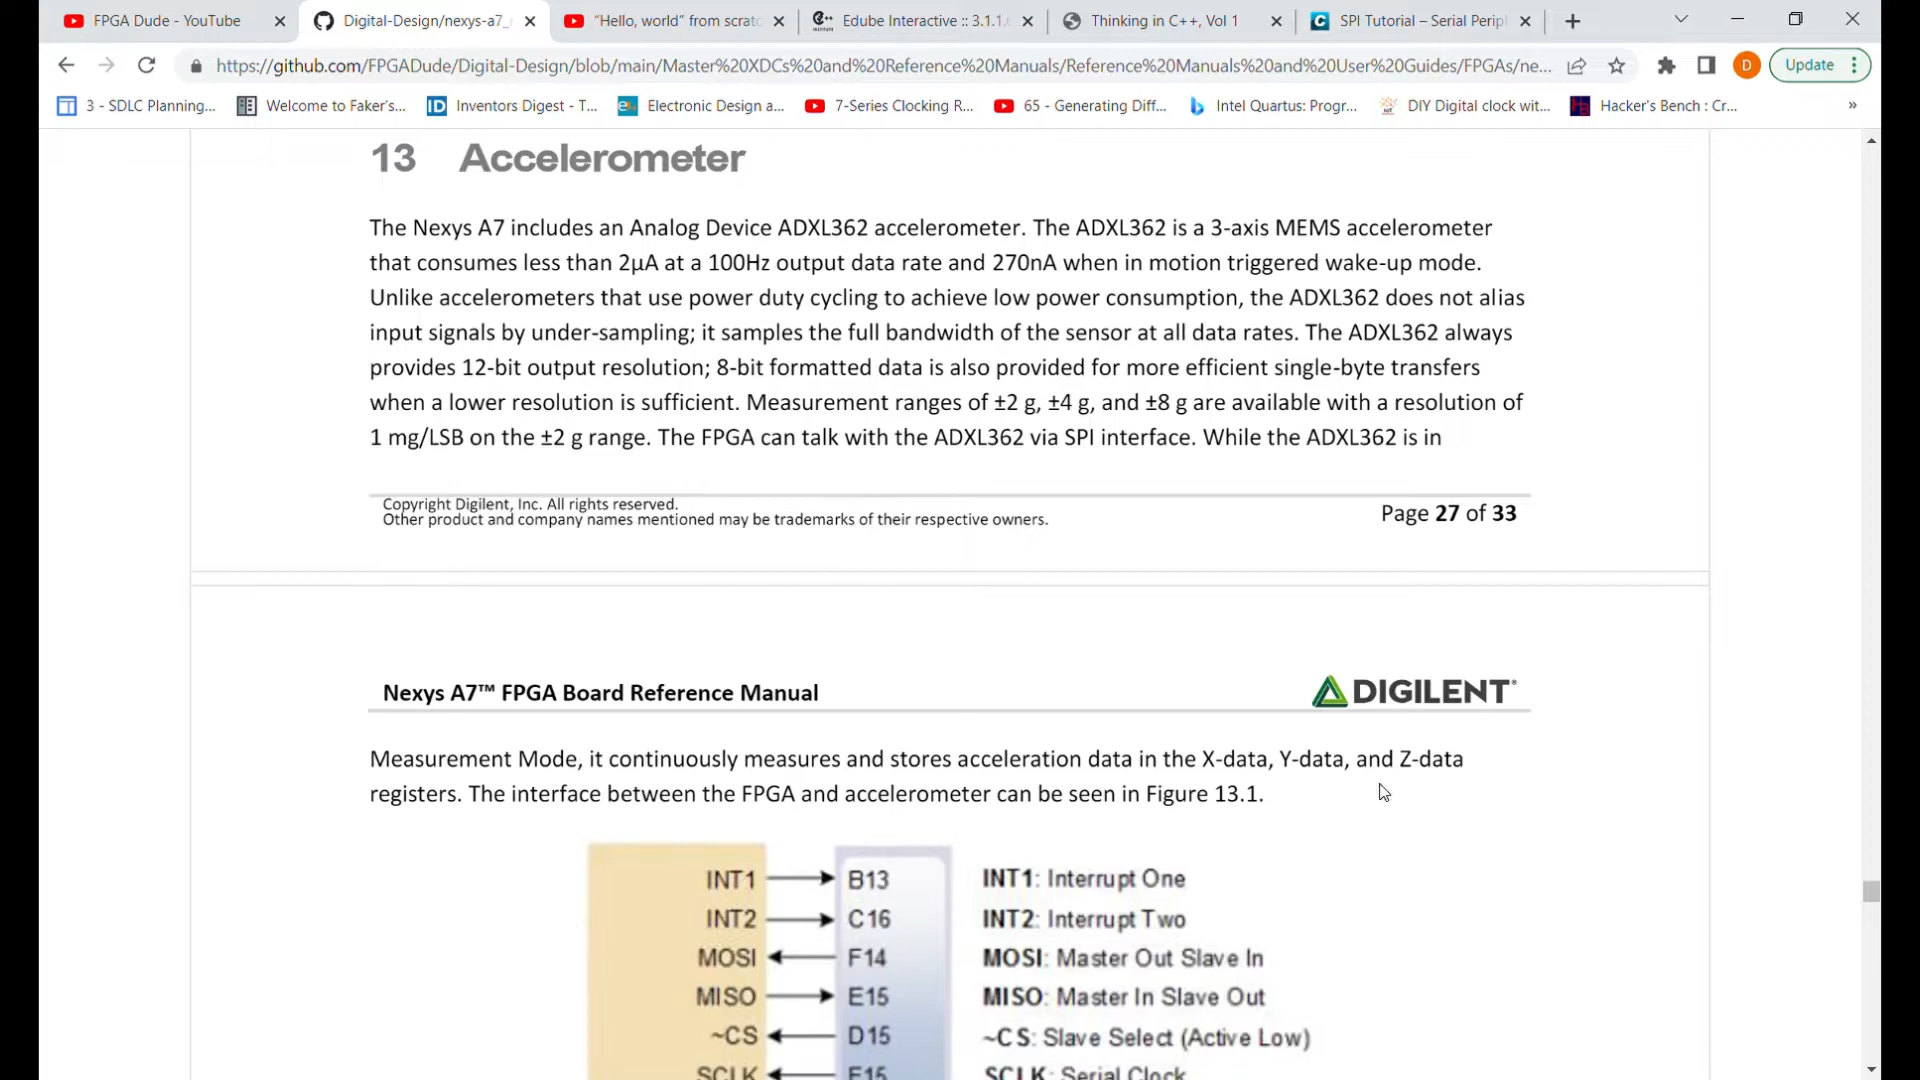 FPGA Dude - YouTube
Digital-Design/nexys-a7_
"Hello, world" from scratc
Edube Interactive :: 3.1.1.
Thinking in C++, Vol 1
SPI Tutorial – Serial Periph
https://github.com/FPGADude/Digital-Design/blob/main/Master%20XDCs%20and%20Reference%20Manuals/Reference%20Manuals%20and%20User%20Guides/FPGAs/ne...
D
Update
3 - SDLC Planning...
Welcome to Faker's...
Inventors Digest - T...
Electronic Design a...
7-Series Clocking R...
65 - Generating Diff...
Intel Quartus: Progr...
DIY Digital clock wit...
Hacker's Bench : Cr...
»
13 Accelerometer
The Nexys A7 includes an Analog Device ADXL362 accelerometer. The ADXL362 is a 3-axis MEMS accelerometer
that consumes less than 2µA at a 100Hz output data rate and 270nA when in motion triggered wake-up mode.
Unlike accelerometers that use power duty cycling to achieve low power consumption, the ADXL362 does not alias
input signals by under-sampling; it samples the full bandwidth of the sensor at all data rates. The ADXL362 always
provides 12-bit output resolution; 8-bit formatted data is also provided for more efficient single-byte transfers
when a lower resolution is sufficient. Measurement ranges of ±2 g, ±4 g, and ±8 g are available with a resolution of
1 mg/LSB on the ±2 g range. The FPGA can talk with the ADXL362 via SPI interface. While the ADXL362 is in
Copyright Digilent, Inc. All rights reserved.
Other product and company names mentioned may be trademarks of their respective owners.
Page 27 of 33
Nexys A7™ FPGA Board Reference Manual
DIGILENT®
Measurement Mode, it continuously measures and stores acceleration data in the X-data, Y-data, and Z-data
registers. The interface between the FPGA and accelerometer can be seen in Figure 13.1.
INT1 B13 INT1: Interrupt One
INT2 C16 INT2: Interrupt Two
MOSI F14 MOSI: Master Out Slave In
MISO E15 MISO: Master In Slave Out
~CS D15 ~CS: Slave Select (Active Low)
SCLK F15 SCLK: Serial Clock